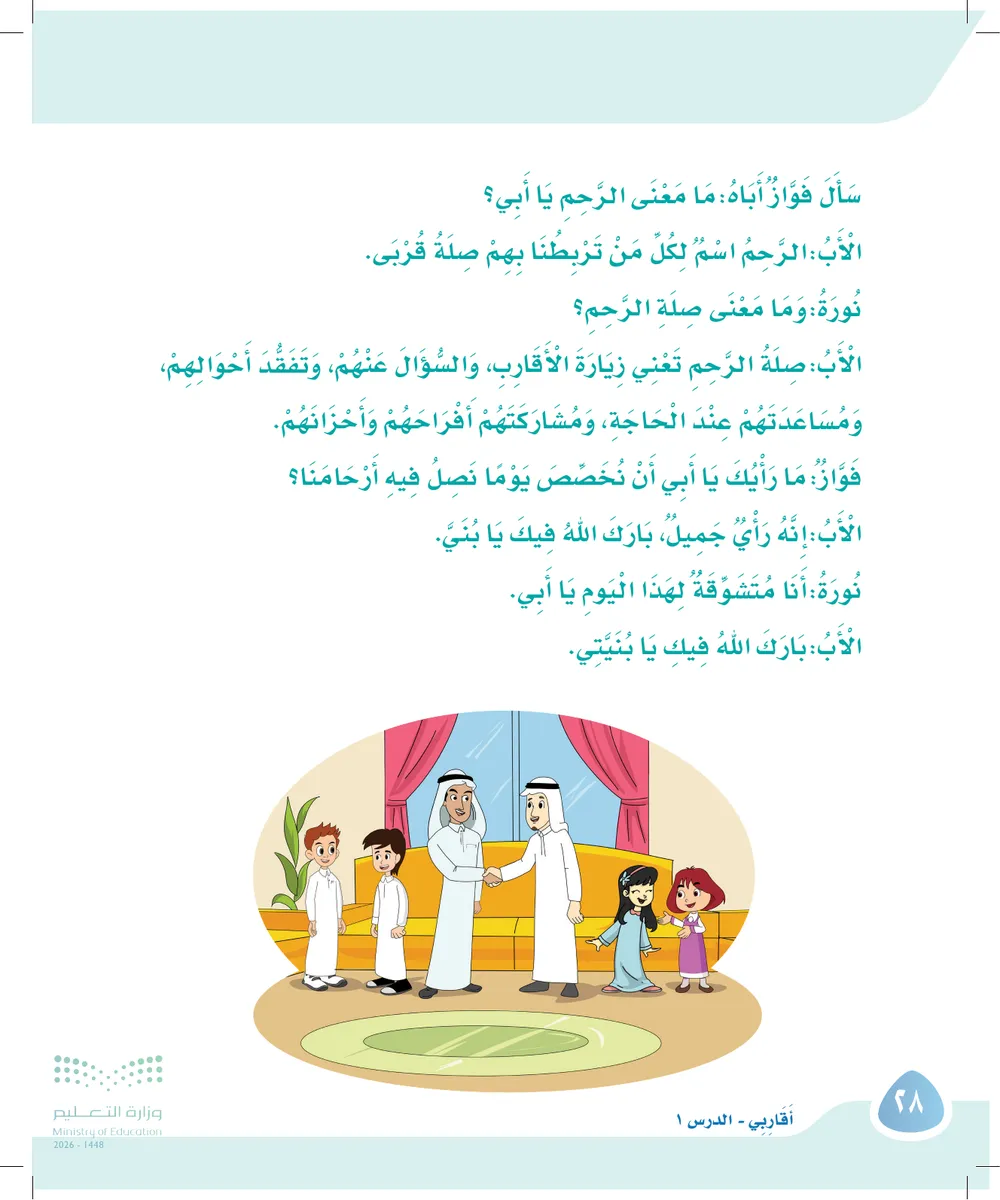 سَأَلَ فَوَّازٌ أَبَاهُ: مَا مَعْنَى الرَّحِمِ يَا أَبِي؟
الْأَبُ: الرَّحِمُ اسْمٌ لِكُلِّ مَنْ تَرْبِطُنَا بِهِمْ صِلَةُ قُرْبَى.
نُورَةُ: وَمَا مَعْنَى صِلَةِ الرَّحِمِ؟
الْأَبُ: صِلَةُ الرَّحِمِ تَعْنِي زِيَارَةَ الْأَقَارِبِ، وَالسُّؤَالَ عَنْهُمْ، وَتَفَقُّدَ أَحْوَالِهِمْ،
وَمُسَاعَدَتَهُمْ عِنْدَ الْحَاجَةِ، وَمُشَارَكَتَهُمْ أَفْرَاحَهُمْ وَأَحْزَانَهُمْ.
فَوَّازٌ: مَا رَأْيُكَ يَا أَبِي أَنْ نُخَصِّصَ يَوْمًا نَصِلُ فِيهِ أَرْحَامَنَا؟
الْأَبُ: إِنَّهُ رَأْيٌ جَمِيلٌ، بَارَكَ اللهُ فِيكَ يَا بُنَيَّ.
نُورَةُ: أَنَا مُتَشَوِّقَةٌ لِهَذَا الْيَومِ يَا أَبِي.
الْأَبُ: بَارَكَ اللهُ فِيكِ يَا بُنَيَّتِي.
٢٨
أَقَارِبِي - الدرس ١
وزارة التعليم
Ministry of Education
2026 - 1448